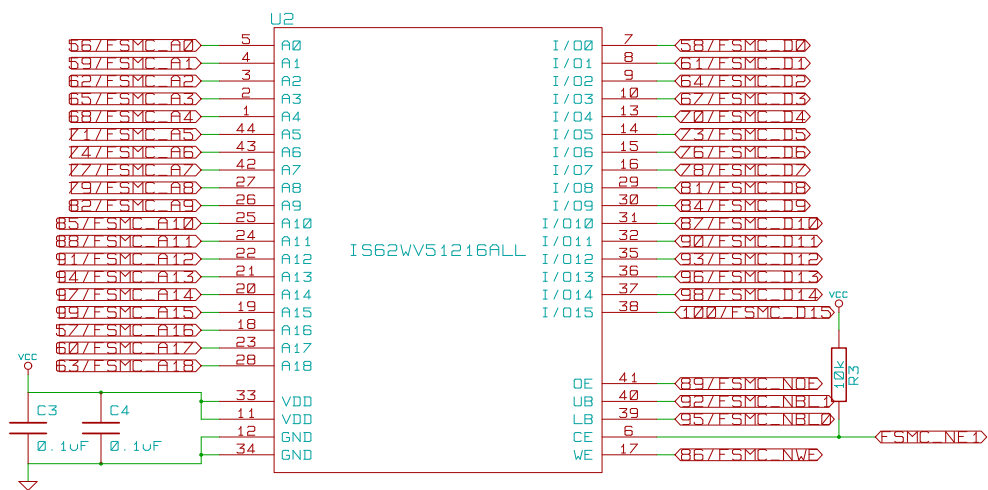 U2
56/FSMC_A0 5 A0 I/O0 7 58/FSMC_D0
59/FSMC_A1 4 A1 I/O1 8 61/FSMC_D1
62/FSMC_A2 3 A2 I/O2 9 64/FSMC_D2
65/FSMC_A3 2 A3 I/O3 10 67/FSMC_D3
68/FSMC_A4 1 A4 I/O4 13 70/FSMC_D4
71/FSMC_A5 44 A5 I/O5 14 73/FSMC_D5
74/FSMC_A6 43 A6 I/O6 15 76/FSMC_D6
77/FSMC_A7 42 A7 I/O7 16 78/FSMC_D7
79/FSMC_A8 27 A8 I/O8 29 81/FSMC_D8
82/FSMC_A9 26 A9 I/O9 30 84/FSMC_D9
85/FSMC_A10 25 A10 I/O10 31 87/FSMC_D10
88/FSMC_A11 24 A11 I/O11 32 90/FSMC_D11
IS62WV51216ALL
91/FSMC_A12 22 A12 I/O12 35 93/FSMC_D12
94/FSMC_A13 21 A13 I/O13 36 96/FSMC_D13
97/FSMC_A14 20 A14 I/O14 37 98/FSMC_D14 VCC
99/FSMC_A15 19 A15 I/O15 38 100/FSMC_D15
57/FSMC_A16 18 A16
60/FSMC_A17 23 A17
VCC 63/FSMC_A18 28 A18 10k R3
OE 41 89/FSMC_NOE
33 VDD UB 40 92/FSMC_NBL1
C3 C4 11 VDD LB 39 95/FSMC_NBL0
12 GND CE 6 FSMC_NE1
0.1uF 0.1uF 34 GND WE 17 86/FSMC_NWE